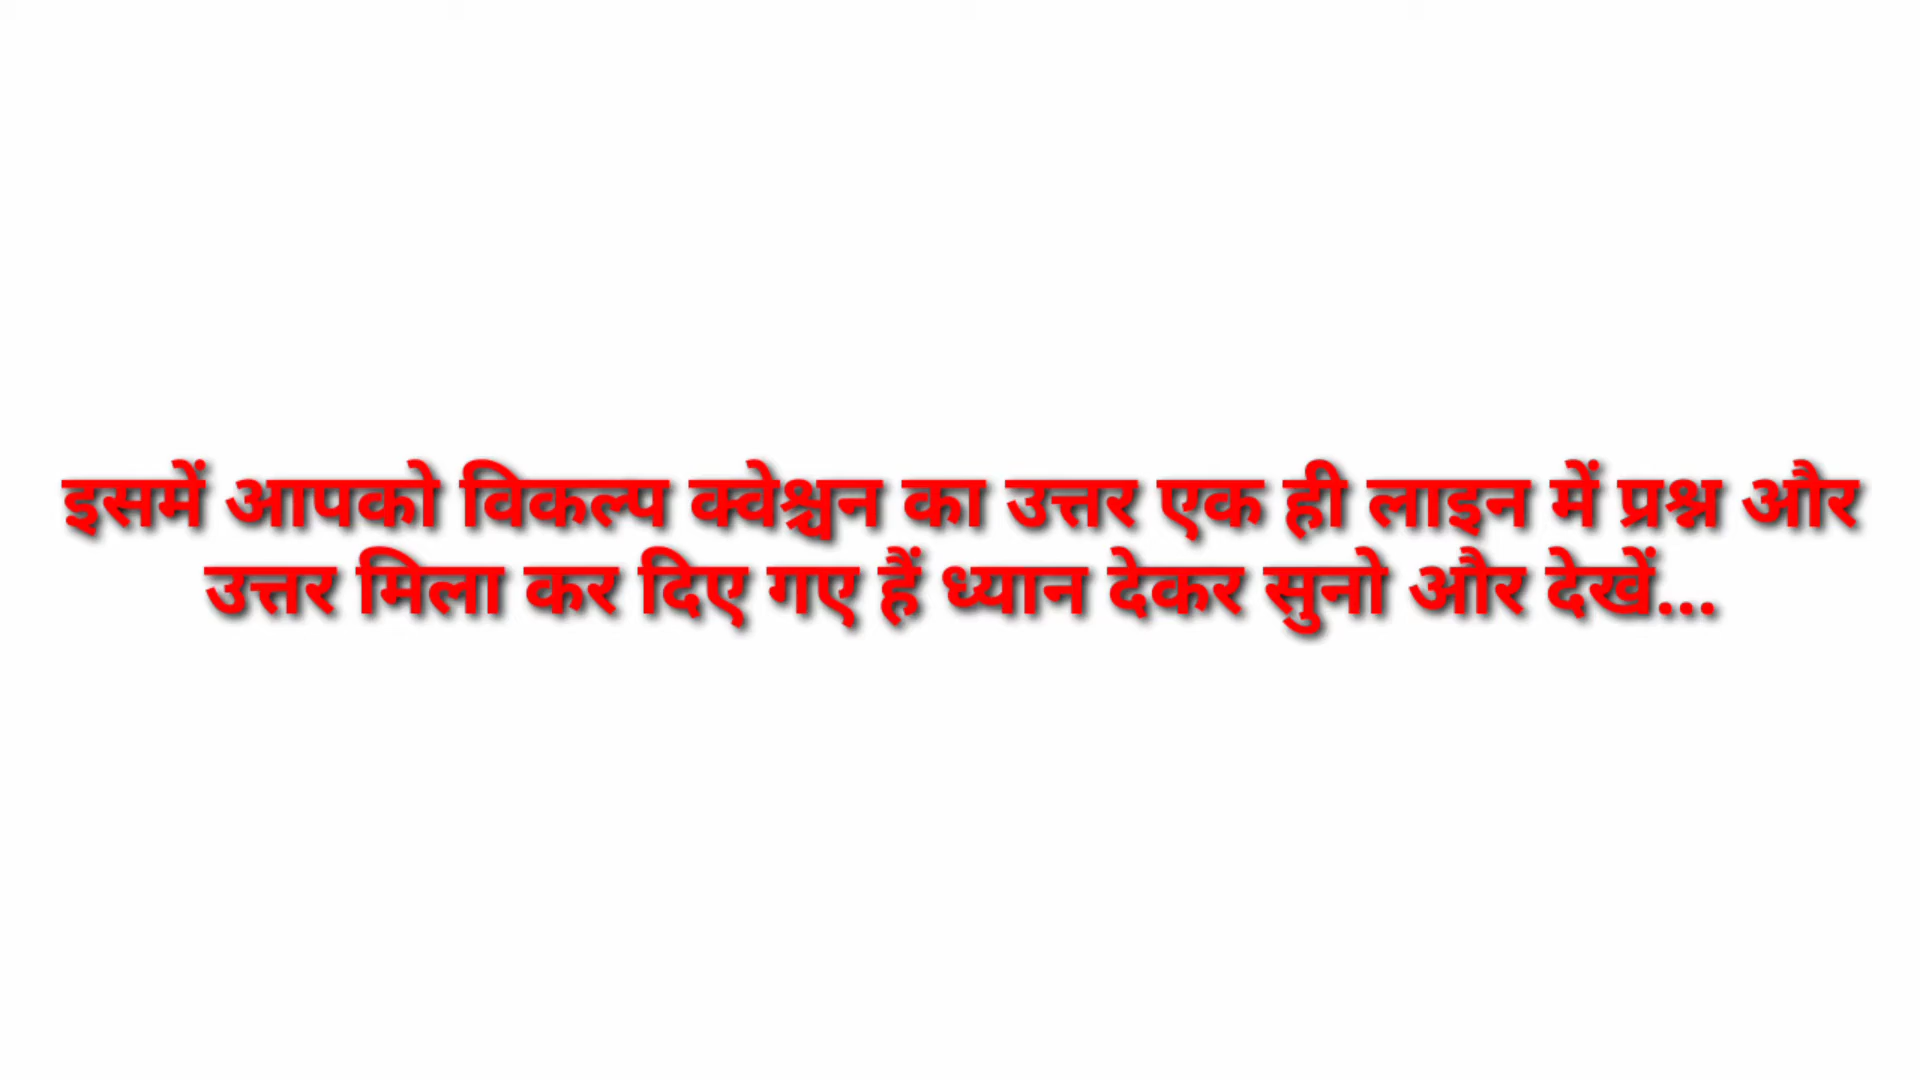 इसमें आपको विकल्प क्वेश्चन का उत्तर एक ही लाइन में प्रश्न और
उत्तर मिला कर दिए गए हैं ध्यान देकर सुनो और देखें...